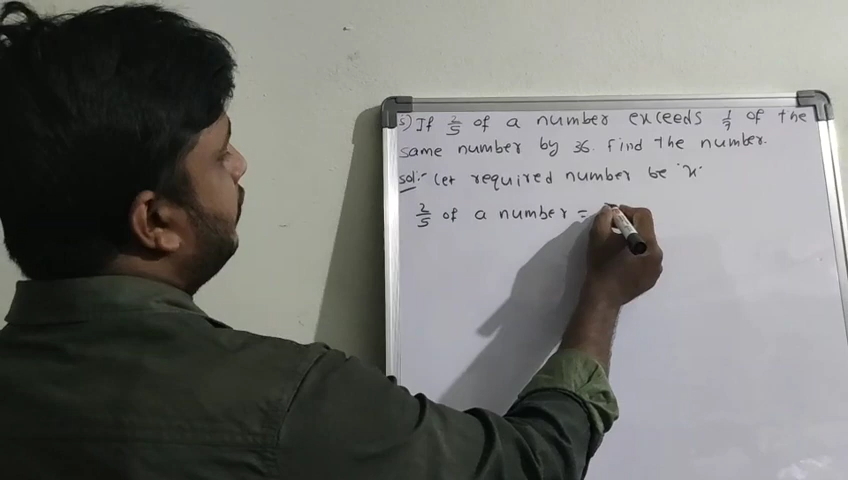 5) If 2/5 of a number exceeds 1/7 of the
same number by 36. Find the number.
sol:- Let required number be 'x'
2/5 of a number =